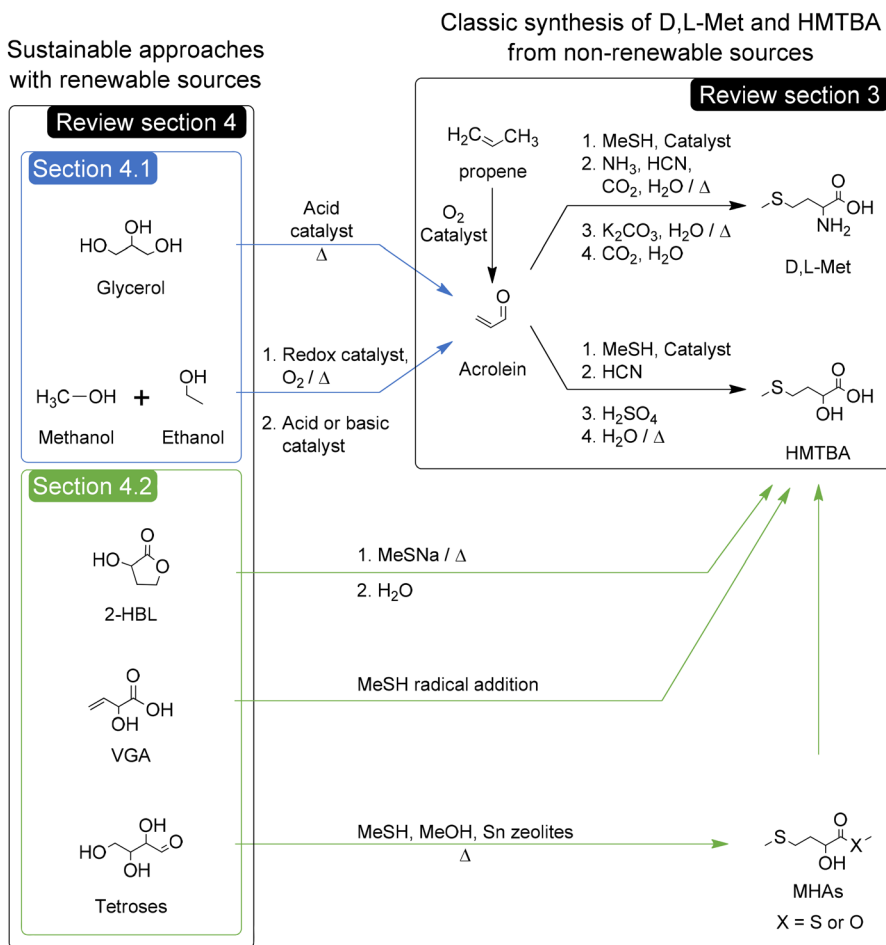 Sustainable approaches
with renewable sources
Classic synthesis of D,L-Met and HMTBA
from non-renewable sources
Review section 4
Section 4.1
OH
HO
OH
Glycerol
H₃C–OH
+
OH
Methanol
Ethanol
Acid
catalyst
Δ
1. Redox catalyst,
O₂ / Δ
2. Acid or basic
catalyst
Review section 3
H₂C
CH₃
propene
O₂
Catalyst
O
Acrolein
1. MeSH, Catalyst
2. NH₃, HCN,
CO₂, H₂O / Δ
3. K₂CO₃, H₂O / Δ
4. CO₂, H₂O
O
S
OH
NH₂
D,L-Met
1. MeSH, Catalyst
2. HCN
3. H₂SO₄
4. H₂O / Δ
O
S
OH
OH
HMTBA
Section 4.2
O
HO
O
2-HBL
1. MeSNa / Δ
2. H₂O
O
OH
OH
VGA
MeSH radical addition
OH
HO
O
OH
Tetroses
MeSH, MeOH, Sn zeolites
Δ
O
S
X
OH
MHAs
X = S or O